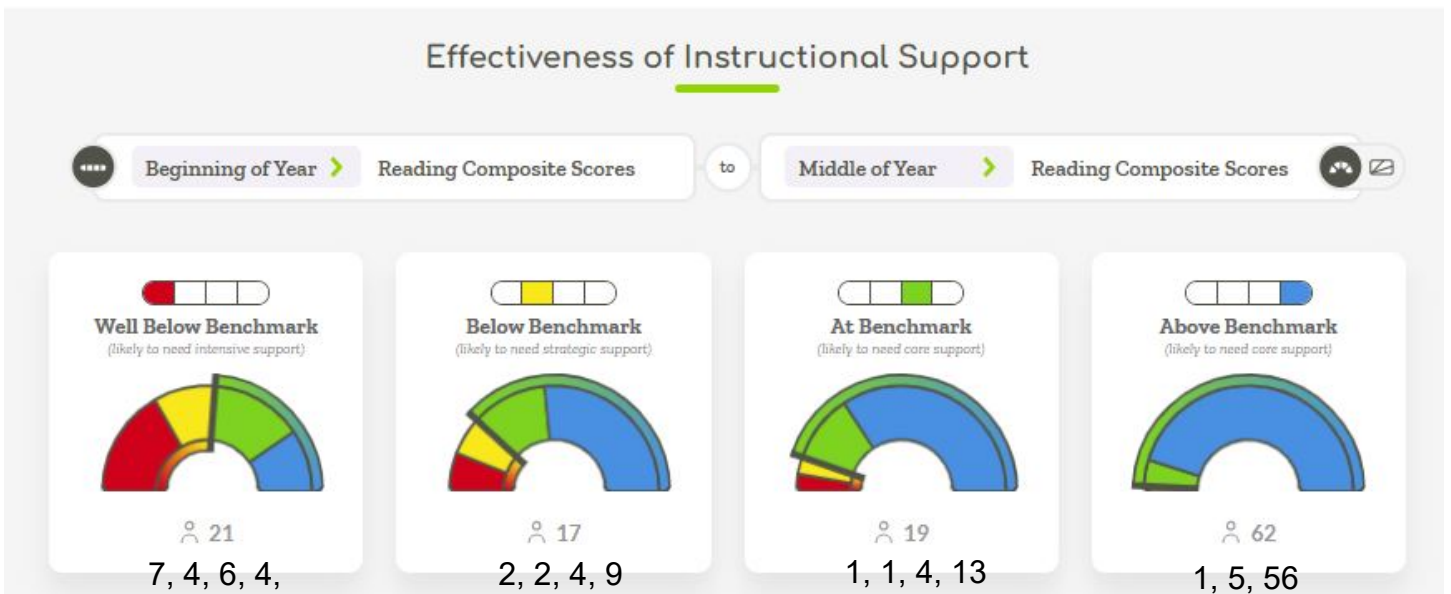 Effectiveness of Instructional Support
Beginning of Year Reading Composite Scores to Middle of Year Reading Composite Scores
Well Below Benchmark
(likely to need intensive support)
21
7, 4, 6, 4,
Below Benchmark
(likely to need strategic support)
17
2, 2, 4, 9
At Benchmark
(likely to need core support)
19
1, 1, 4, 13
Above Benchmark
(likely to need core support)
62
1, 5, 56